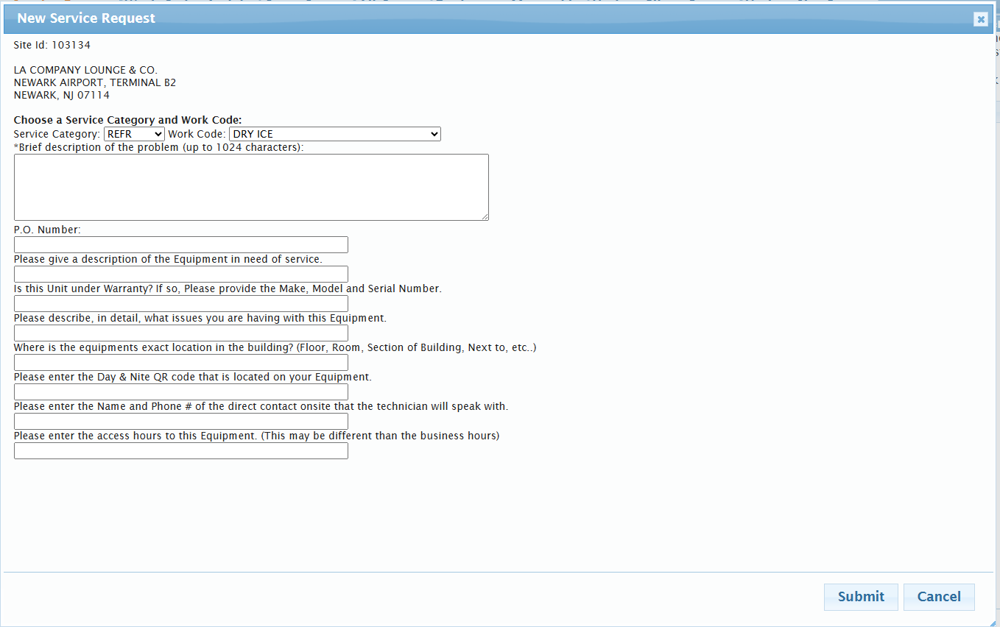 New Service Request
Site Id: 103134
LA COMPANY LOUNGE & CO.
NEWARK AIRPORT, TERMINAL B2
NEWARK, NJ 07114
Choose a Service Category and Work Code:
Service Category: REFR Work Code: DRY ICE
*Brief description of the problem (up to 1024 characters):
P.O. Number:
Please give a description of the Equipment in need of service.
Is this Unit under Warranty? If so, Please provide the Make, Model and Serial Number.
Please describe, in detail, what issues you are having with this Equipment.
Where is the equipments exact location in the building? (Floor, Room, Section of Building, Next to, etc..)
Please enter the Day & Nite QR code that is located on your Equipment.
Please enter the Name and Phone # of the direct contact onsite that the technician will speak with.
Please enter the access hours to this Equipment. (This may be different than the business hours)
Submit Cancel